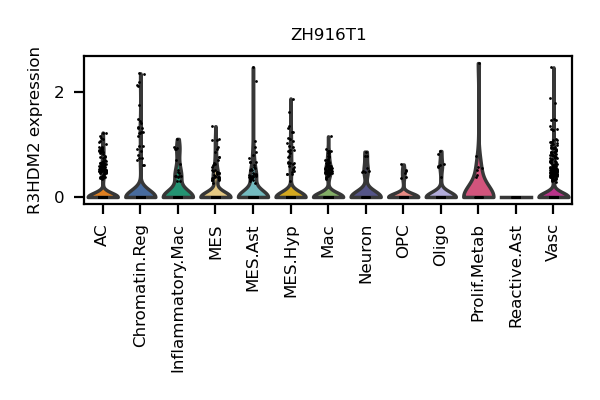 ZH916T1
R3HDM2 expression
2
0
AC
Chromatin.Reg
Inflammatory.Mac
MES
MES.Ast
MES.Hyp
Mac
Neuron
OPC
Oligo
Prolif.Metab
Reactive.Ast
Vasc